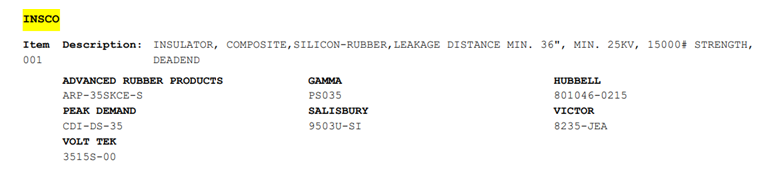 INSCO
Item Description: INSULATOR, COMPOSITE,SILICON-RUBBER,LEAKAGE DISTANCE MIN. 36", MIN. 25KV, 15000# STRENGTH,
001 DEADEND
ADVANCED RUBBER PRODUCTS GAMMA HUBBELL
ARP-35SKCE-S PS035 801046-0215
PEAK DEMAND SALISBURY VICTOR
CDI-DS-35 9503U-SI 8235-JEA
VOLT TEK
3515S-00